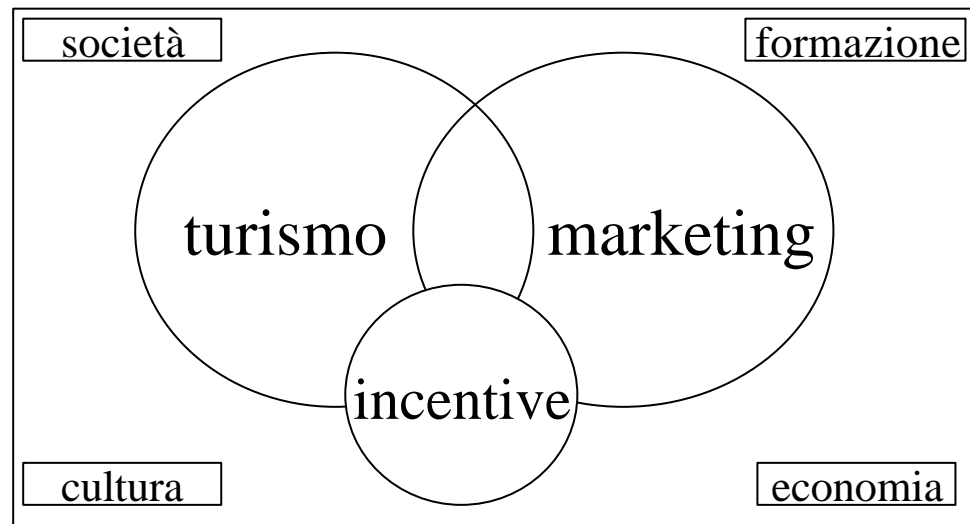 società
formazione
turismo
marketing
incentive
cultura
economia